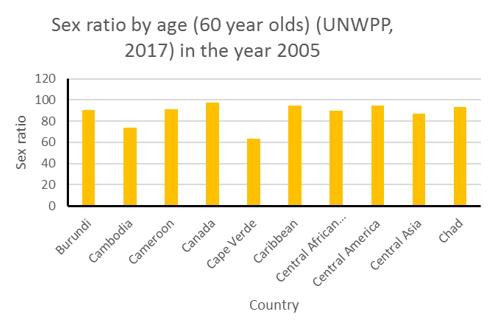 Sex ratio by age (60 year olds) (UNWPP,
2017) in the year 2005
120
100
80
60
40
20
0
Sex ratio
Burundi
Cambodia
Cameroon
Canada
Cape Verde
Caribbean
Central African...
Central America
Central Asia
Chad
Country